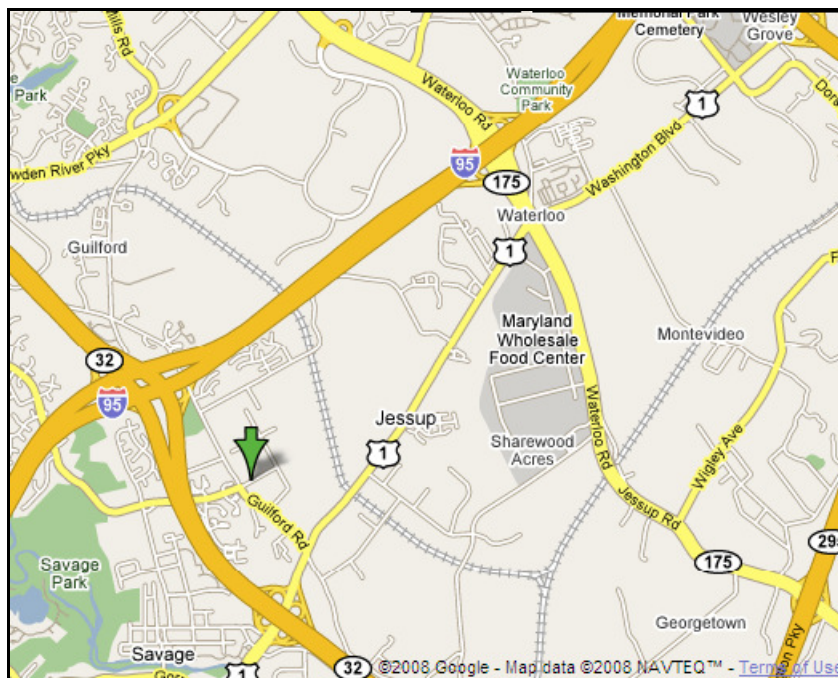 Mills Rd
Memorial Park
Cemetery
Wesley
Grove
Park
Waterloo
Community
Park
Waterloo Rd
1
Washington Blvd
95
175
wden River Pky
Waterloo
Guilford
1
Maryland
Wholesale
Food Center
Montevideo
32
95
Jessup
1
Sharewood
Acres
Waterloo Rd
Wigley Ave
Guilford Rd
Jessup Rd
295
175
Savage
Park
Georgetown
Savage
1
32
©2008 Google - Map data ©2008 NAVTEQ™ - Terms of Use